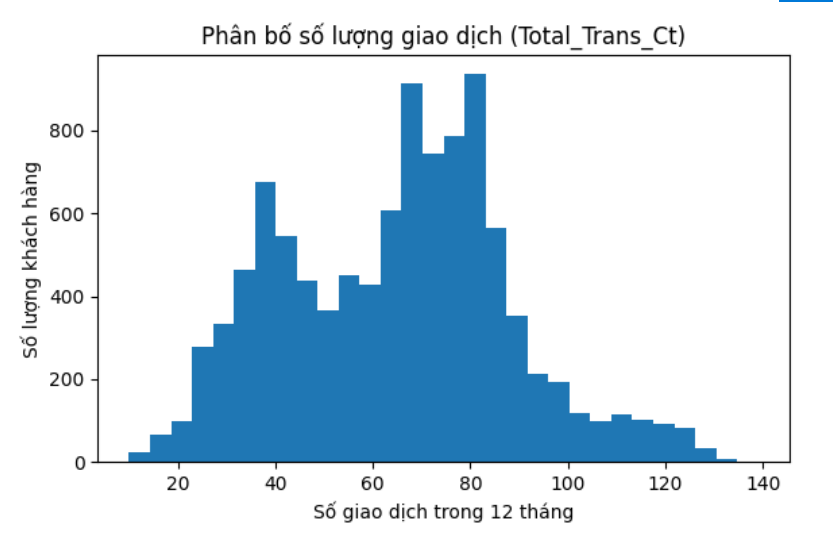 Phân bố số lượng giao dịch (Total_Trans_Ct)
Số lượng khách hàng
800
600
400
200
0
20 40 60 80 100 120 140
Số giao dịch trong 12 tháng